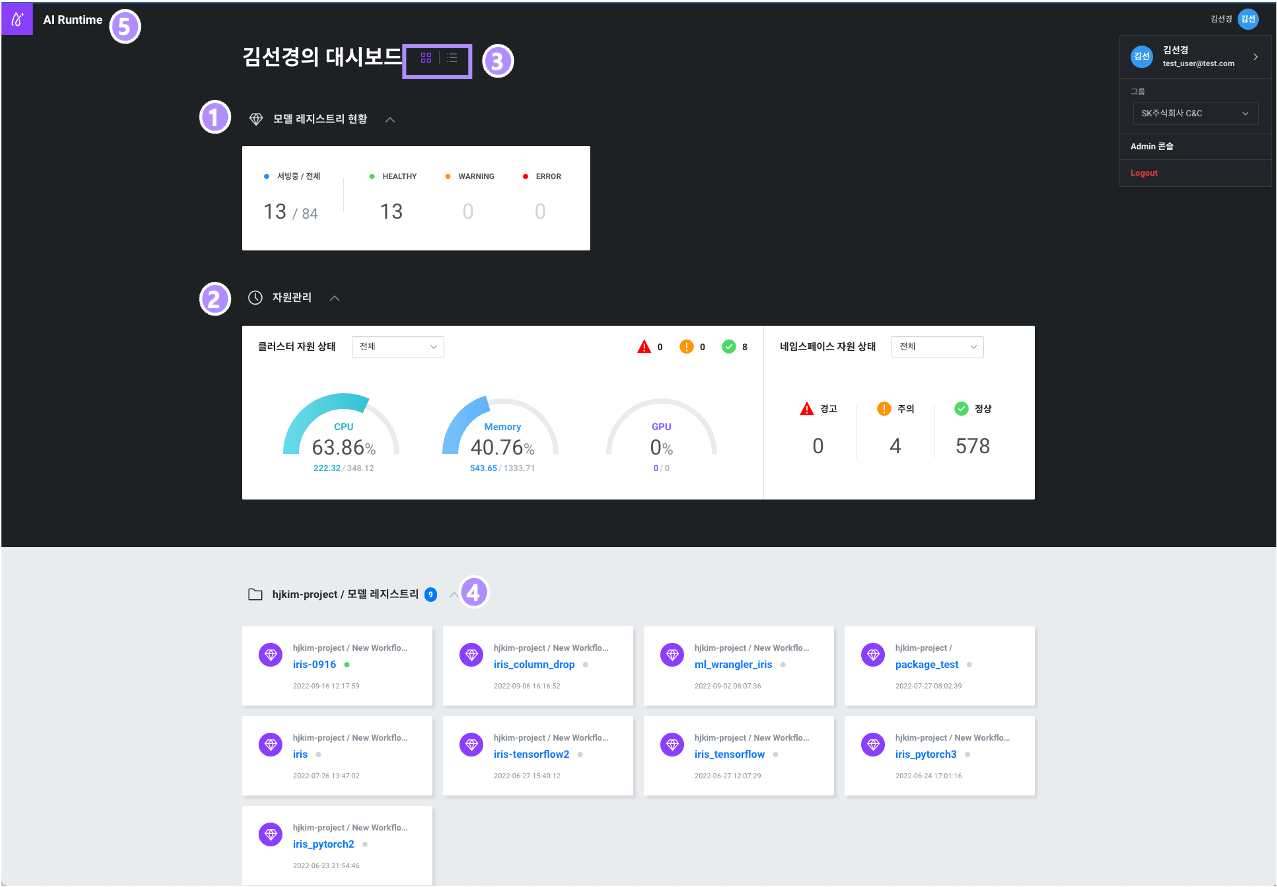 AI Runtime
5
김선경
김선
김선경의 대시보드
3
김선
김선경
test_user@test.com
그룹
SK주식회사 C&C
Admin 콘솔
Logout
1
모델 레지스트리 현황
서빙중 / 전체
HEALTHY
WARNING
ERROR
13 / 84
13
0
0
2
자원관리
클러스터 자원 상태
전체
0
0
8
네임스페이스 자원 상태
전체
CPU
63.86%
222.32 / 348.12
Memory
40.76%
543.65 / 1333.71
GPU
0%
0 / 0
경고
주의
정상
0
4
578
hjkim-project / 모델 레지스트리 9
4
hjkim-project / New Workflo...
iris-0916
2022-09-16 12:17:59
hjkim-project / New Workflo...
iris_column_drop
2022-09-06 16:16:52
hjkim-project / New Workflo...
ml_wrangler_iris
2022-09-02 08:07:36
hjkim-project /
package_test
2022-07-27 08:02:39
hjkim-project / New Workflo...
iris
2022-07-26 13:47:02
hjkim-project / New Workflo...
iris-tensorflow2
2022-06-27 15:40:12
hjkim-project / New Workflo...
iris_tensorflow
2022-06-27 12:07:29
hjkim-project / New Workflo...
iris_pytorch3
2022-06-24 17:01:16
hjkim-project / New Workflo...
iris_pytorch2
2022-06-23 21:54:46